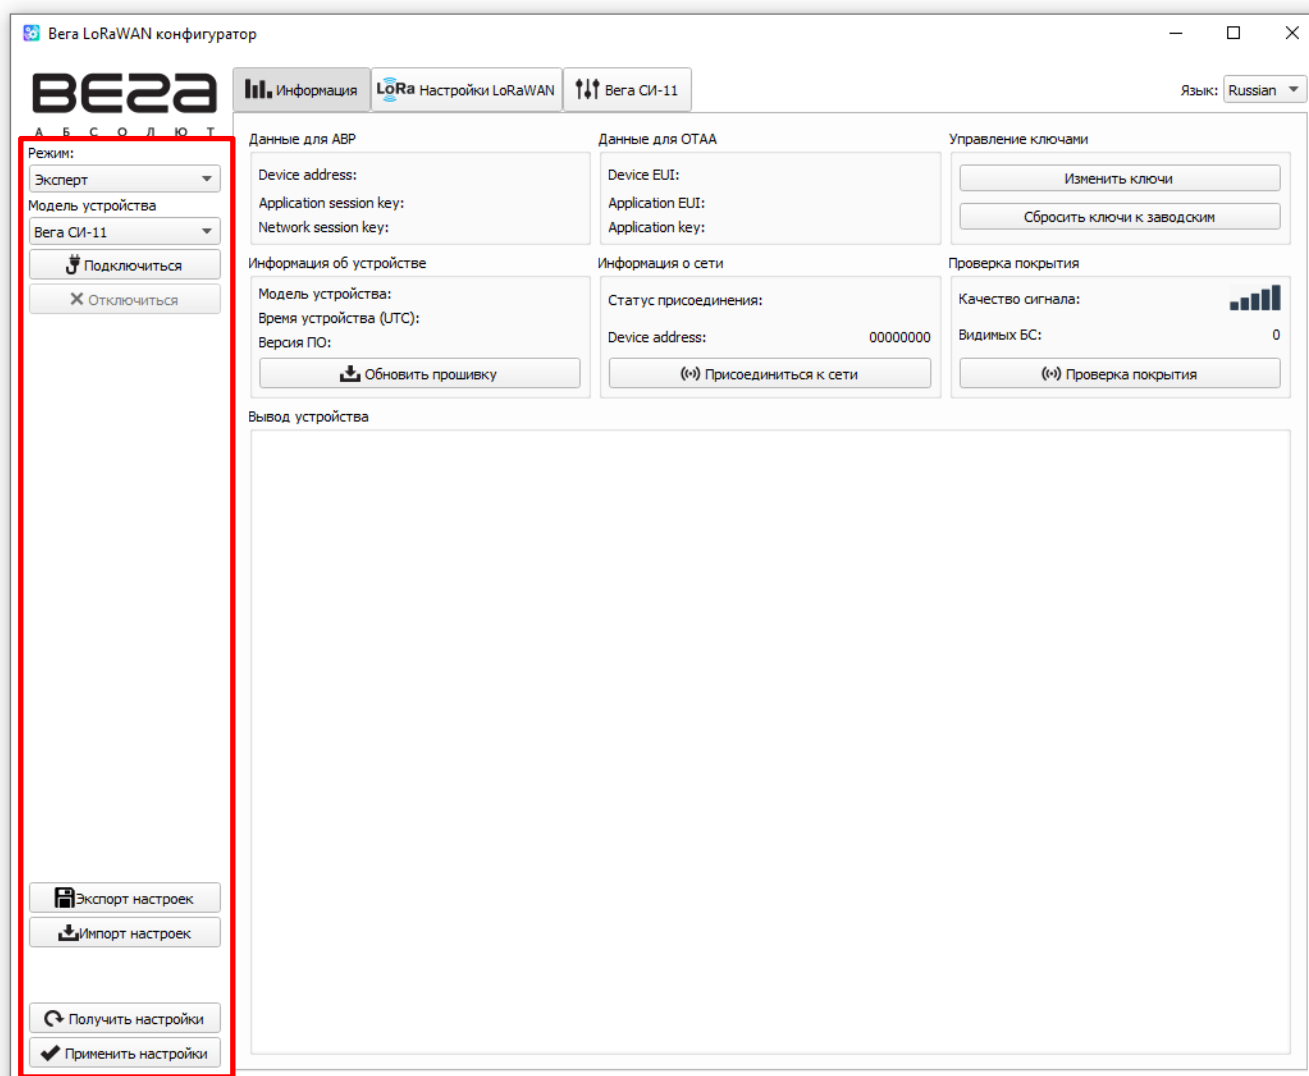 Вега LoRaWAN конфигуратор
ВЕГА
АБСОЛЮТ
Информация
LoRa Настройки LoRaWAN
Вега СИ-11
Язык: Russian
Режим:
Эксперт
Модель устройства
Вега СИ-11
Подключиться
Отключиться
Экспорт настроек
Импорт настроек
Получить настройки
Применить настройки
Данные для ABP
Device address:
Application session key:
Network session key:
Данные для OTAA
Device EUI:
Application EUI:
Application key:
Управление ключами
Изменить ключи
Сбросить ключи к заводским
Информация об устройстве
Модель устройства:
Время устройства (UTC):
Версия ПО:
Обновить прошивку
Информация о сети
Статус присоединения:
Device address: 00000000
Присоединиться к сети
Проверка покрытия
Качество сигнала:
Видимых БС: 0
Проверка покрытия
Вывод устройства